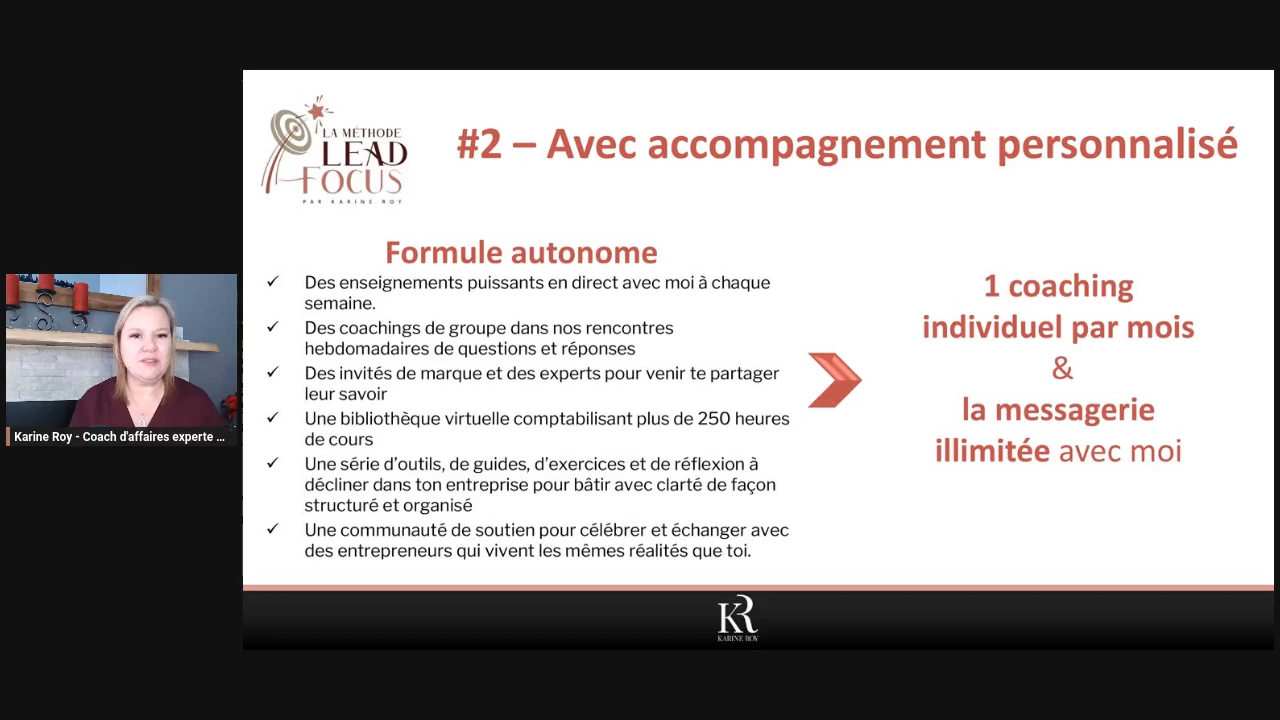 LA MÉTHODE
LEAD
FOCUS
PAR KARINE ROY
#2 – Avec accompagnement personnalisé
Formule autonome
✓ Des enseignements puissants en direct avec moi à chaque
semaine.
✓ Des coachings de groupe dans nos rencontres
hebdomadaires de questions et réponses
✓ Des invités de marque et des experts pour venir te partager
leur savoir
✓ Une bibliothèque virtuelle comptabilisant plus de 250 heures
de cours
✓ Une série d'outils, de guides, d'exercices et de réflexion à
décliner dans ton entreprise pour bâtir avec clarté de façon
structuré et organisé
✓ Une communauté de soutien pour célébrer et échanger avec
des entrepreneurs qui vivent les mêmes réalités que toi.
1 coaching
individuel par mois
&
la messagerie
illimitée avec moi
Karine Roy - Coach d'affaires experte ...
KR
KARINE ROY